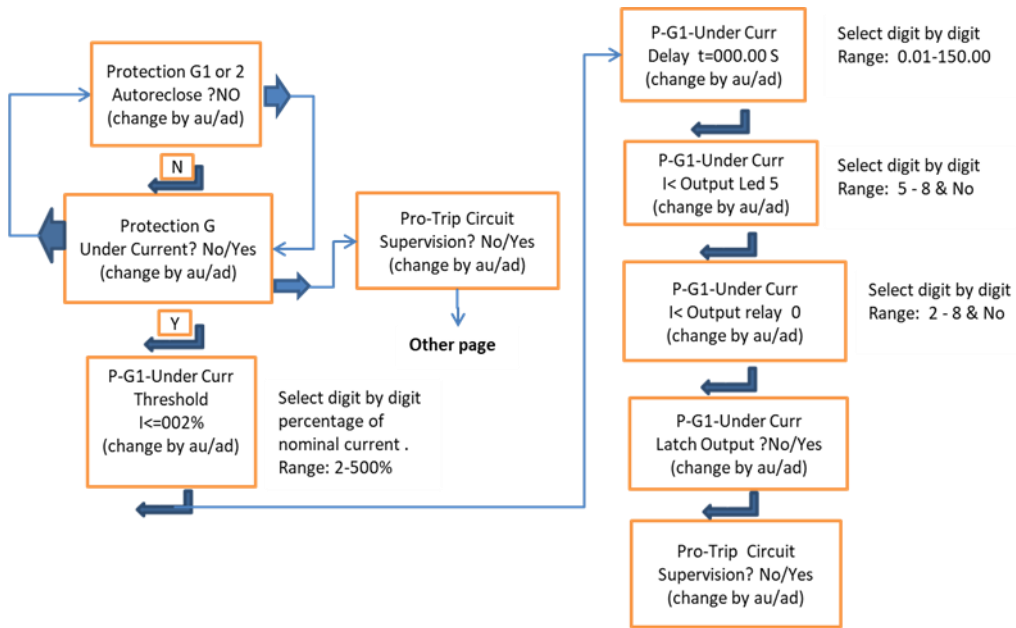 Protection G1 or 2
Autoreclose ?NO
(change by au/ad)
N
Protection G
Under Current? No/Yes
(change by au/ad)
Pro-Trip Circuit
Supervision? No/Yes
(change by au/ad)
Other page
Y
P-G1-Under Curr
Threshold
I<=002%
(change by au/ad)
Select digit by digit
percentage of
nominal current .
Range: 2-500%
P-G1-Under Curr
Delay t=000.00 S
(change by au/ad)
Select digit by digit
Range: 0.01-150.00
P-G1-Under Curr
I< Output Led 5
(change by au/ad)
Select digit by digit
Range: 5 - 8 & No
P-G1-Under Curr
I< Output relay 0
(change by au/ad)
Select digit by digit
Range: 2 - 8 & No
P-G1-Under Curr
Latch Output ?No/Yes
(change by au/ad)
Pro-Trip Circuit
Supervision? No/Yes
(change by au/ad)